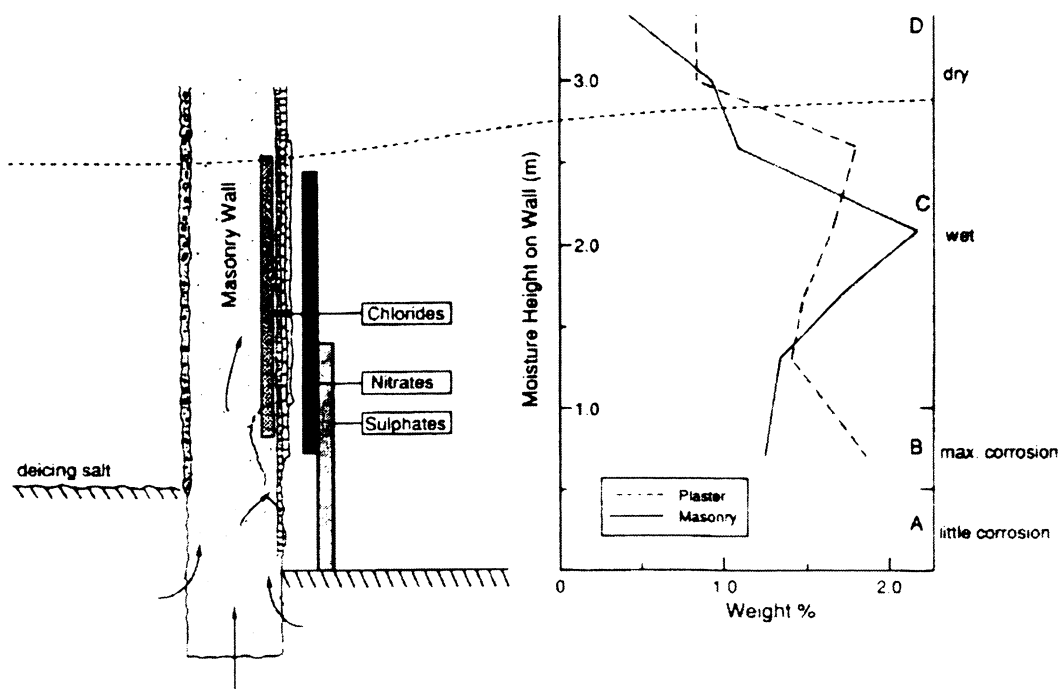 Masonry Wall
Chlorides
Nitrates
Sulphates
deicing salt
Moisture Height on Wall (m)
3.0
2.0
1.0
D
dry
C
wet
B
max. corrosion
A
little corrosion
Plaster
Masonry
0
1.0
2.0
Weight %